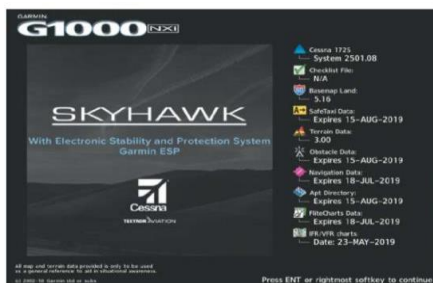 GARMIN
G1000 NXi
SKYHAWK
With Electronic Stability and Protection System
Garmin ESP
Cessna
TEXTRON AVIATION
Cessna 172S
System 2501.08
Checklist File:
N/A
Basemap Land:
5.16
SafeTaxi Data:
Expires 15-AUG-2019
Terrain Data:
3.00
Obstacle Data:
Expires 15-AUG-2019
Navigation Data:
Expires 18-JUL-2019
Apt Directory:
Expires 15-AUG-2019
FliteCharts Data:
Expires 18-JUL-2019
IFR/VFR charts:
Date: 23-MAY-2019
All map and terrain data provided is only to be used
as a general reference to aid in situational awareness.
Garmin Ltd or subs
Press ENT or rightmost softkey to continue